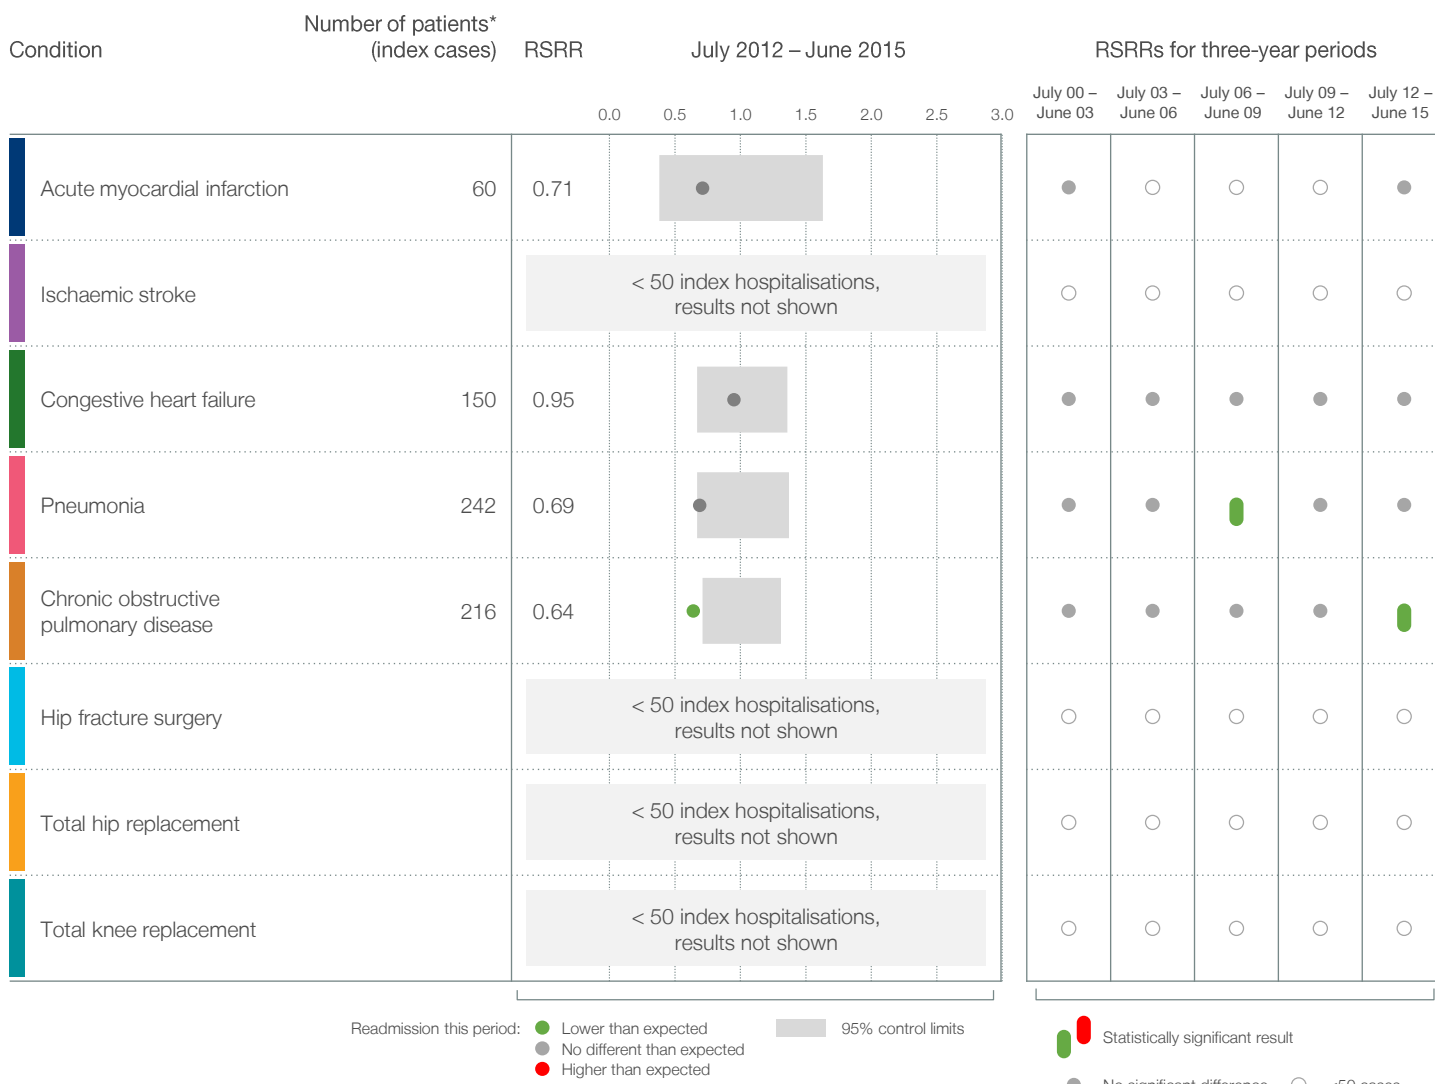 Condition
Number of patients*
(index cases)
RSRR
July 2012 – June 2015
RSRRs for three-year periods
July 00 –
June 03
July 03 –
June 06
July 06 –
June 09
July 09 –
June 12
July 12 –
June 15
0.0 0.5 1.0 1.5 2.0 2.5 3.0
Acute myocardial infarction 60 0.71
Ischaemic stroke
< 50 index hospitalisations,
results not shown
Congestive heart failure 150 0.95
Pneumonia 242 0.69
Chronic obstructive
pulmonary disease
216 0.64
Hip fracture surgery
< 50 index hospitalisations,
results not shown
Total hip replacement
< 50 index hospitalisations,
results not shown
Total knee replacement
< 50 index hospitalisations,
results not shown
Readmission this period:
Lower than expected
No different than expected
Higher than expected
95% control limits
Statistically significant result
No significant difference
<50 cases